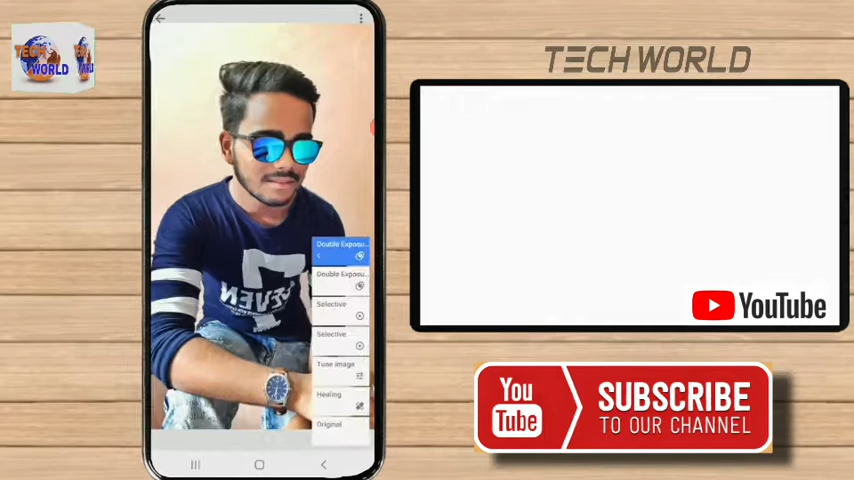 TECH
WORLD
TECH WORLD
Double Exposu..
Double Exposu..
Selective
Selective
Tune image
Healing
Original
YouTube
You
Tube
SUBSCRIBE
TO OUR CHANNEL